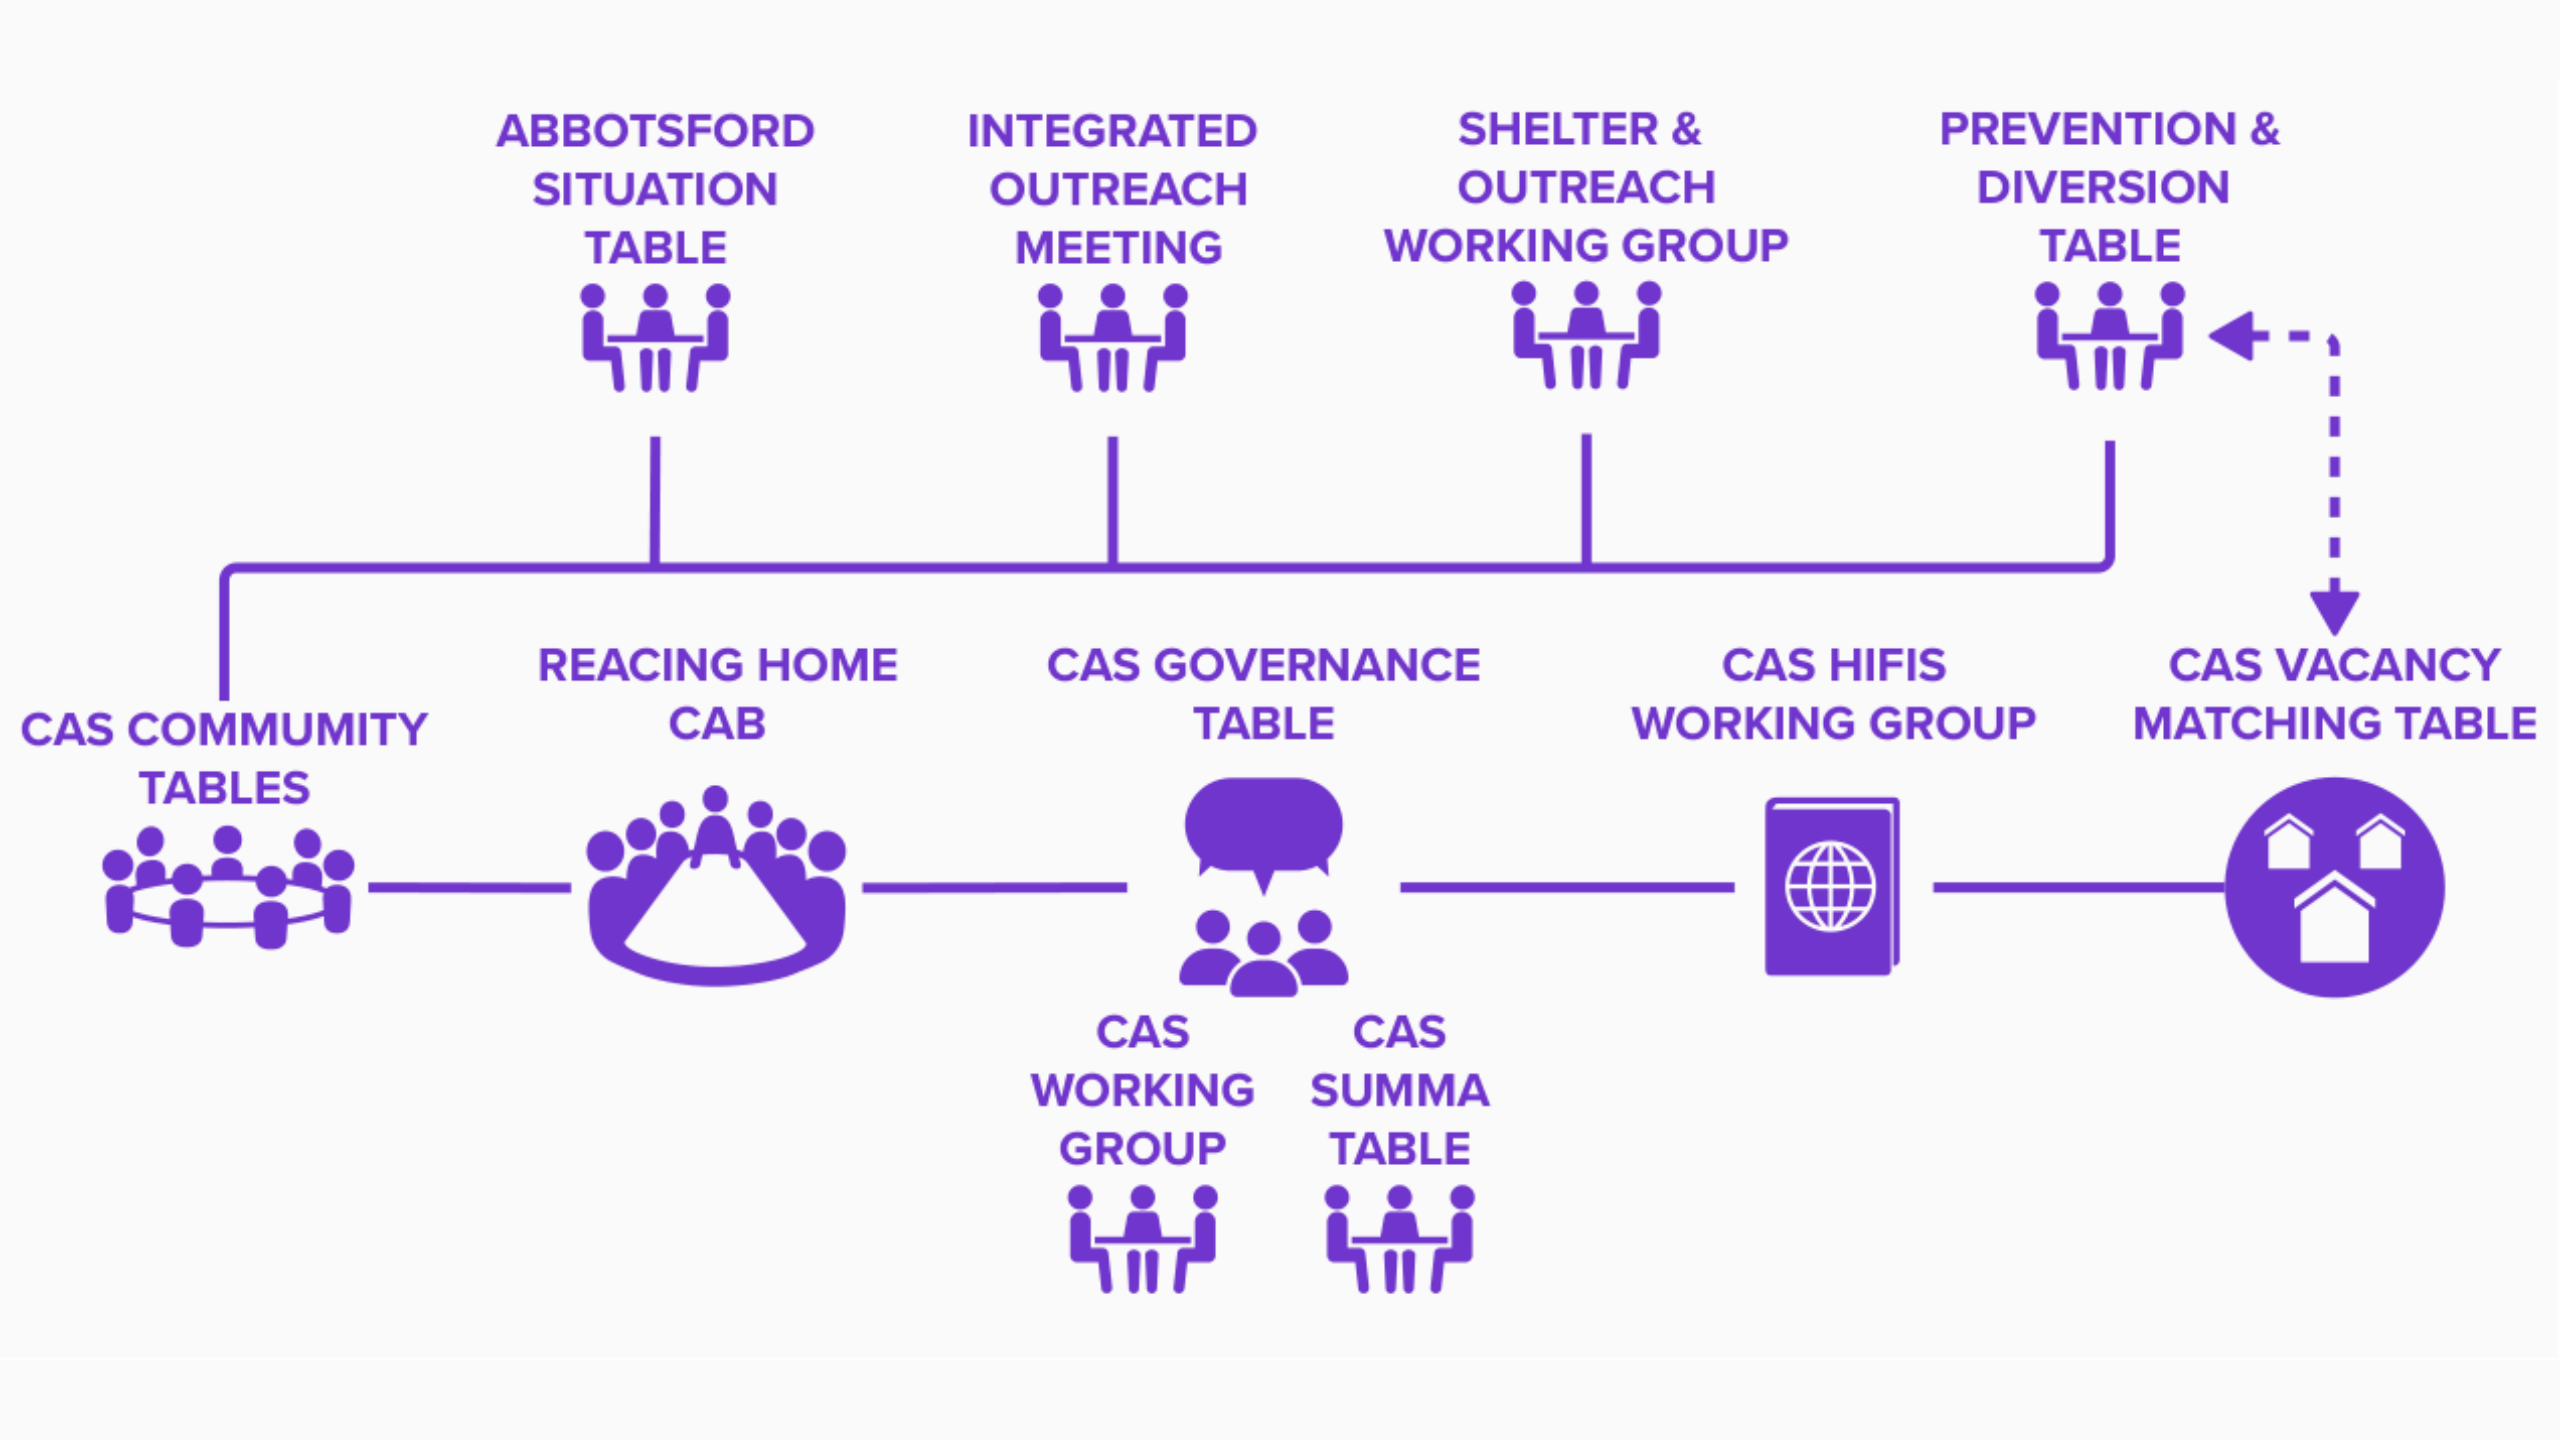 ABBOTSFORD
SITUATION
TABLE
INTEGRATED
OUTREACH
MEETING
SHELTER &
OUTREACH
WORKING GROUP
PREVENTION &
DIVERSION
TABLE
CAS COMMUMITY
TABLES
REACING HOME
CAB
CAS GOVERNANCE
TABLE
CAS HIFIS
WORKING GROUP
CAS VACANCY
MATCHING TABLE
CAS
WORKING
GROUP
CAS
SUMMA
TABLE